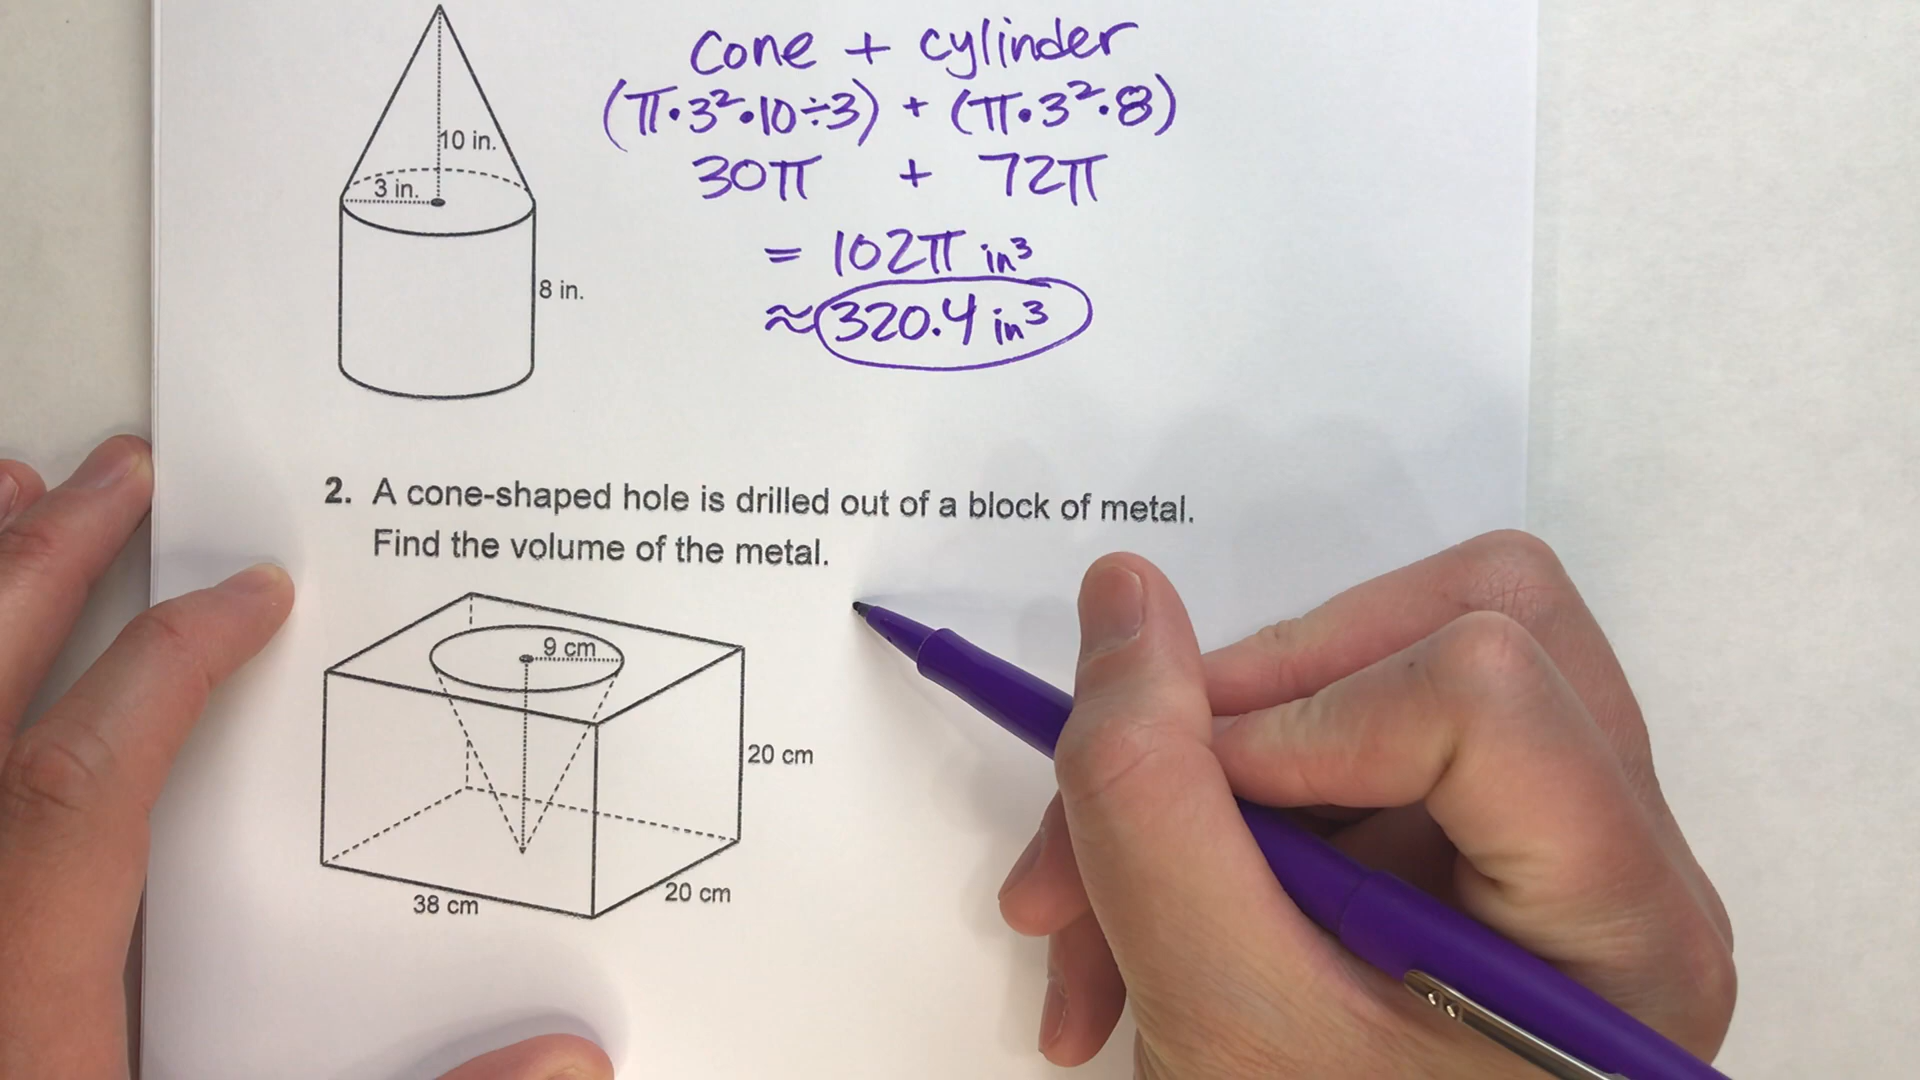 cone + cylinder
(π·3²·10÷3) + (π·3²·8)
10 in.
30π + 72π
3 in.
= 102π in³
8 in.
≈ 320.4 in³
2. A cone-shaped hole is drilled out of a block of metal.
Find the volume of the metal.
9 cm
20 cm
38 cm
20 cm